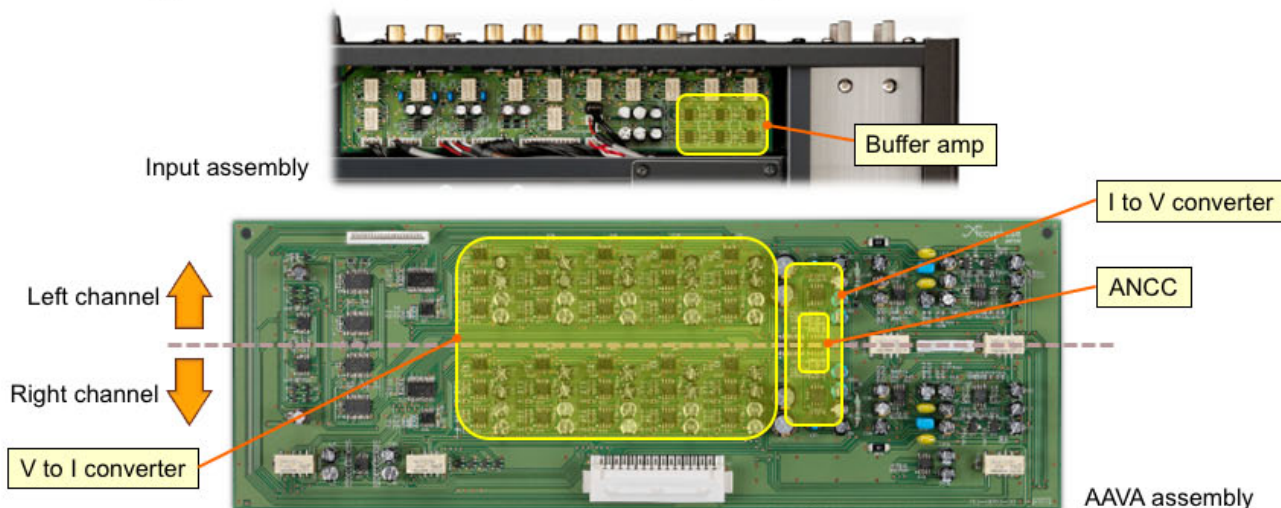 Input assembly
Buffer amp
I to V converter
Left channel
ANCC
Right channel
V to I converter
AAVA assembly